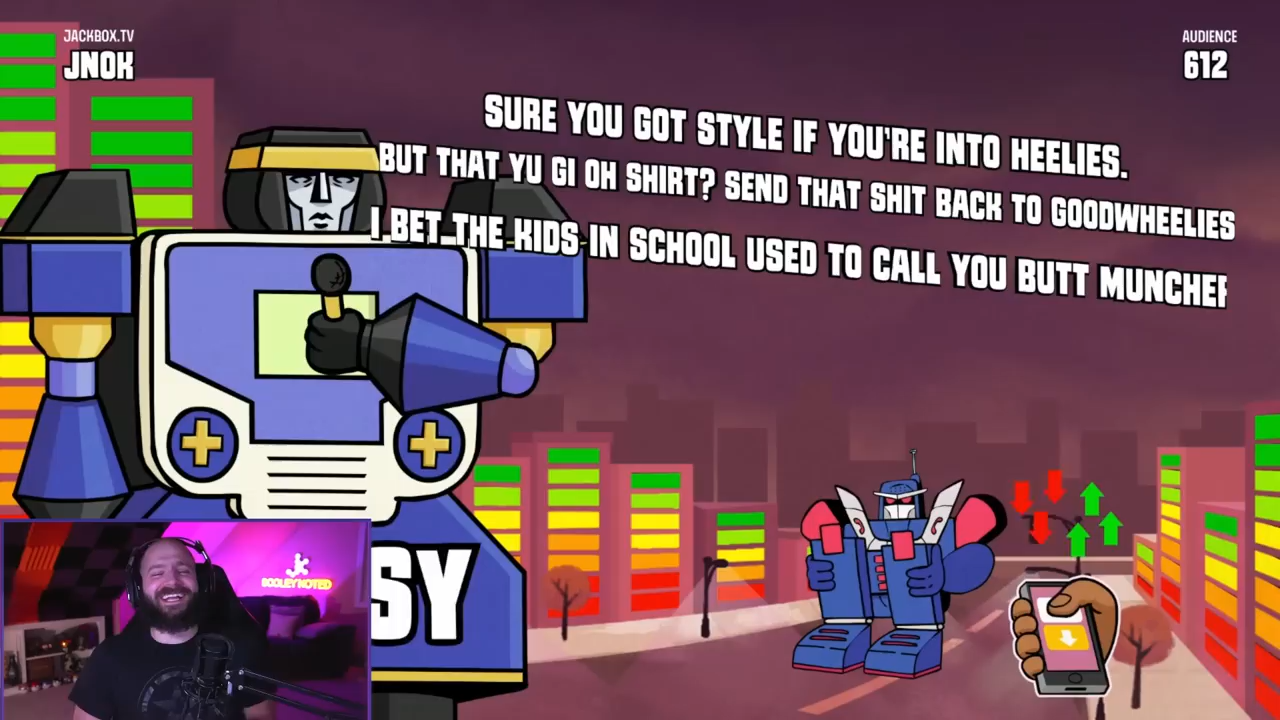 JACKBOX.TV
JNOK
AUDIENCE
612
SURE YOU GOT STYLE IF YOU'RE INTO HEELIES.
BUT THAT YU GI OH SHIRT? SEND THAT SHIT BACK TO GOODWHEELIES
I BET THE KIDS IN SCHOOL USED TO CALL YOU BUTT MUNCHER
SY
BOOLEY NOTED